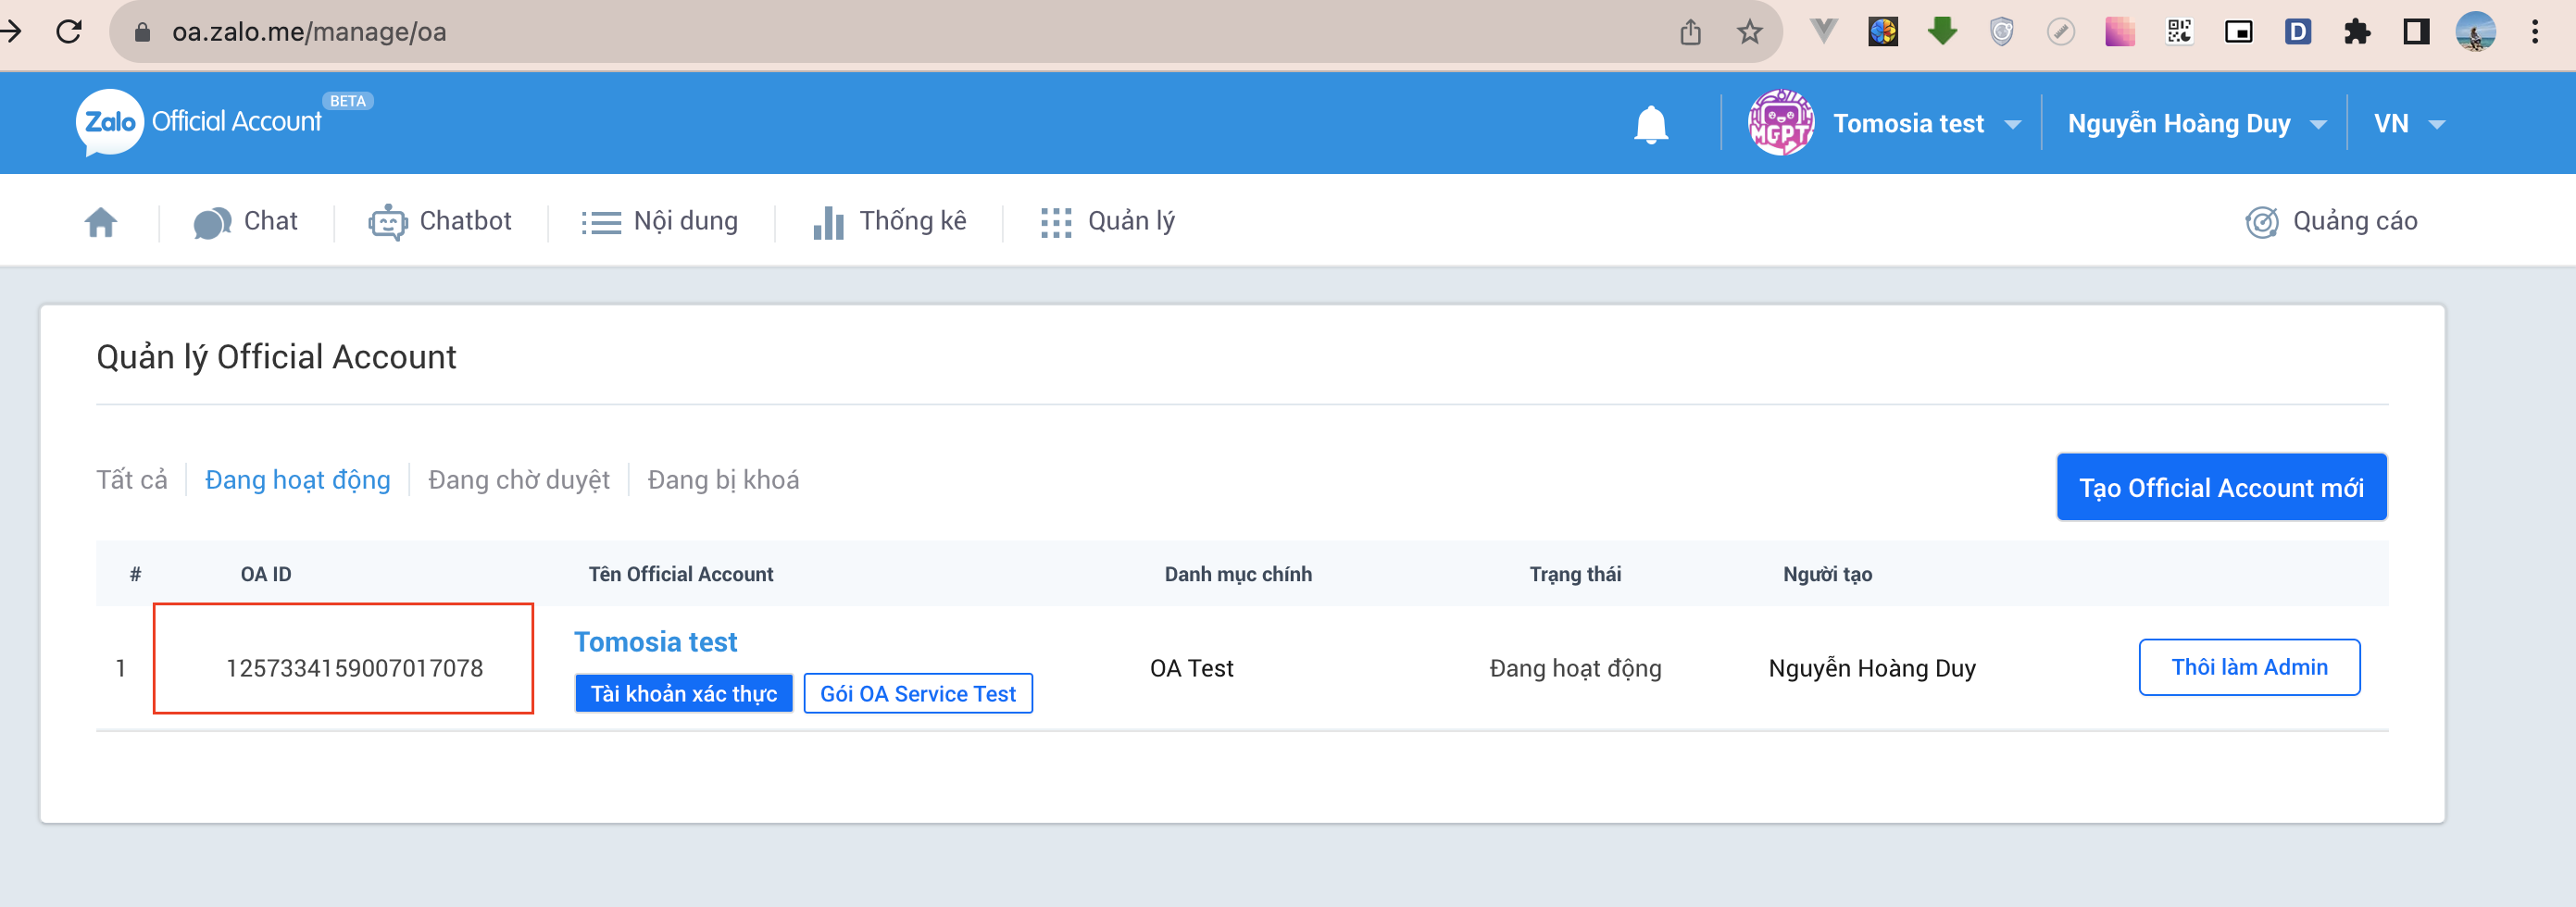 oa.zalo.me/manage/oa
D
Zalo Official Account BETA
MGPT
Tomosia test
Nguyễn Hoàng Duy
VN
Chat
Chatbot
Nội dung
Thống kê
Quản lý
Quảng cáo
Quản lý Official Account
Tất cả
Đang hoạt động
Đang chờ duyệt
Đang bị khoá
Tạo Official Account mới
# OA ID Tên Official Account Danh mục chính Trạng thái Người tạo
Tomosia test
1 1257334159007017078 OA Test Đang hoạt động Nguyễn Hoàng Duy Thôi làm Admin
Tài khoản xác thực Gói OA Service Test